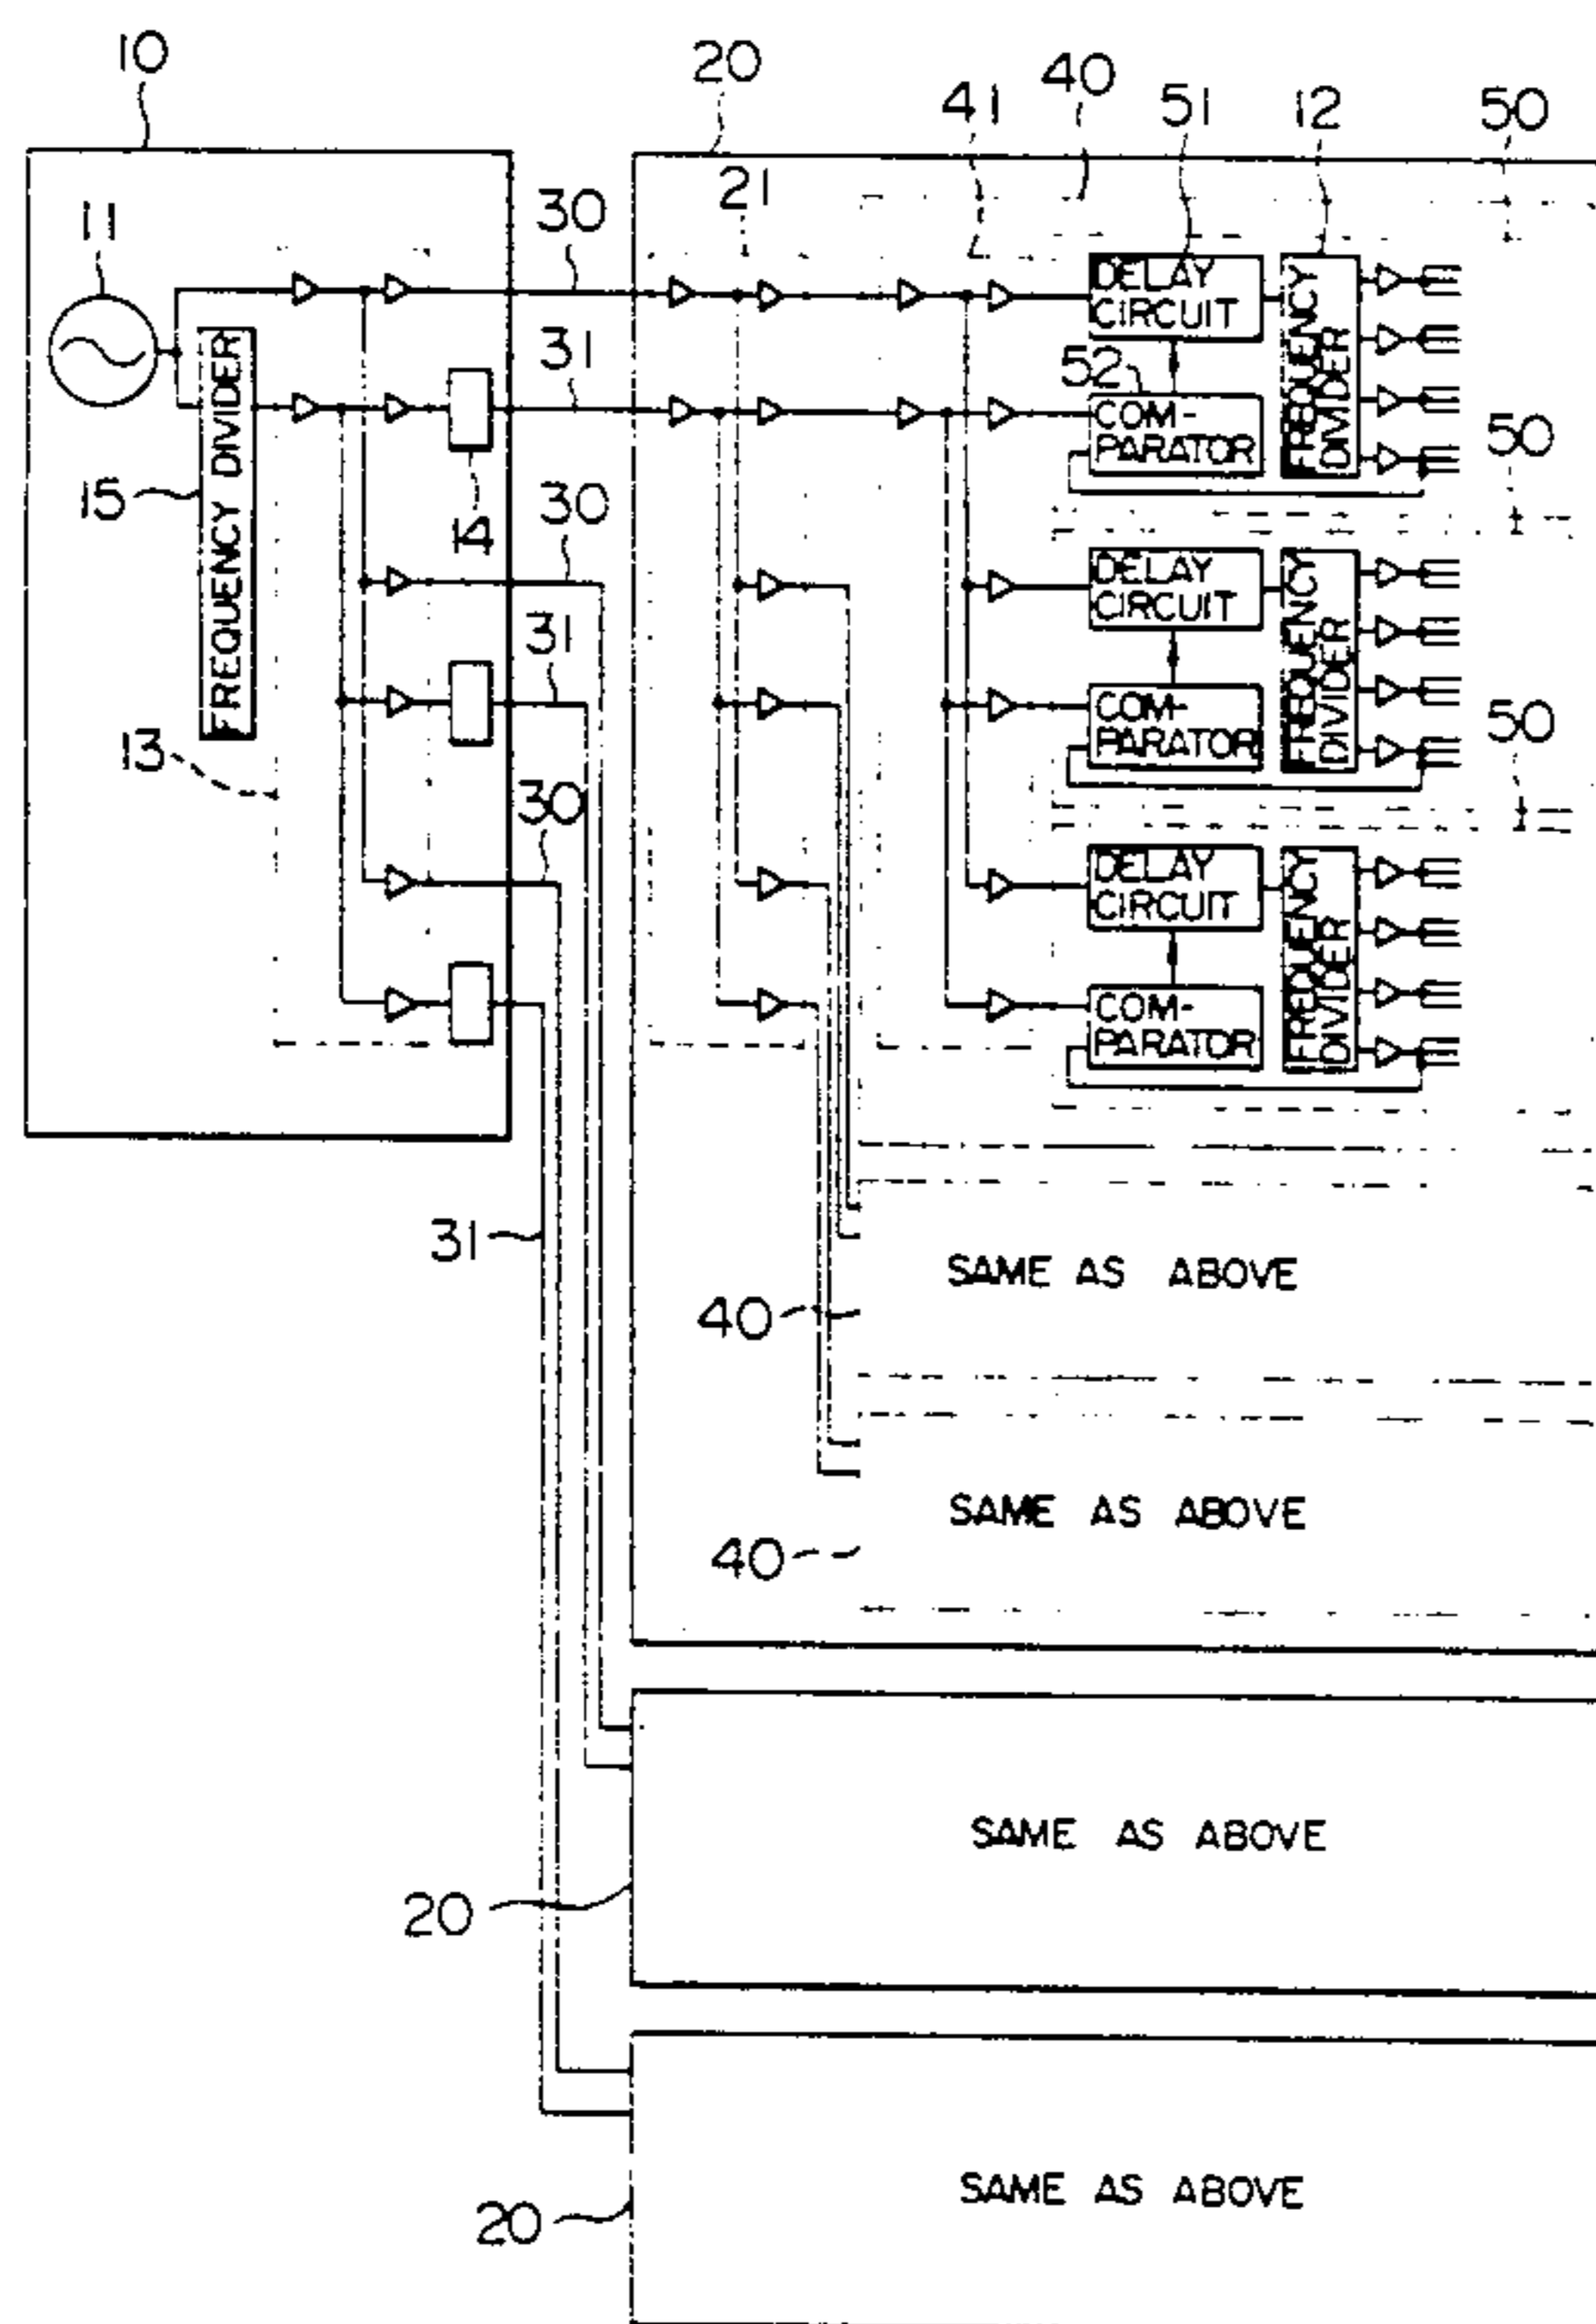 10
20
41
40
51
12
50
11
21
30
31
DELAY
CIRCUIT
FREQUENCY
DIVIDER
52
COM-
PARATOR
50
15
FREQUENCY DIVIDER
14
30
DELAY
CIRCUIT
FREQUENCY
DIVIDER
31
COM-
PARATOR
50
13
30
DELAY
CIRCUIT
FREQUENCY
DIVIDER
COM-
PARATOR
31
SAME AS ABOVE
40
SAME AS ABOVE
40
SAME AS ABOVE
20
SAME AS ABOVE
20